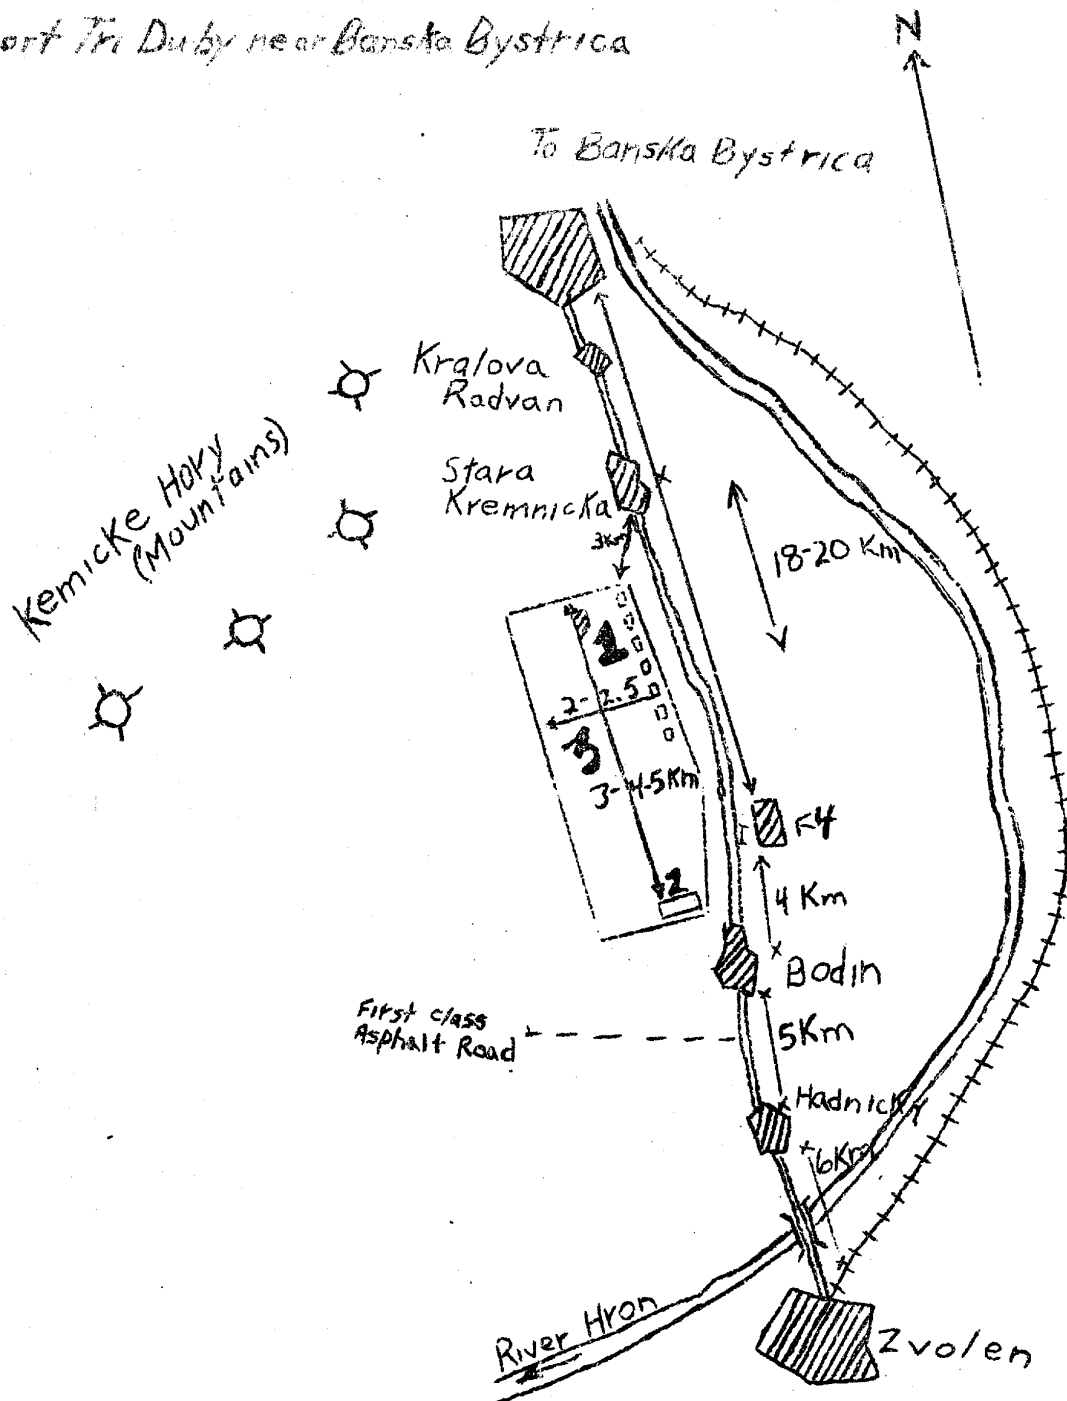 ort Tri Duby near Banska Bystrica
N
To Banska Bystrica
Kralova
Radvan
Stara
Kremnicka
3Km
Kemicke Hory
(Mountains)
18-20 Km
1
2-2.5
3
3-4-5Km
2
F4
4 Km
Bodin
First class
Asphalt Road
5Km
Hadnicky
6Km
River Hron
Zvolen